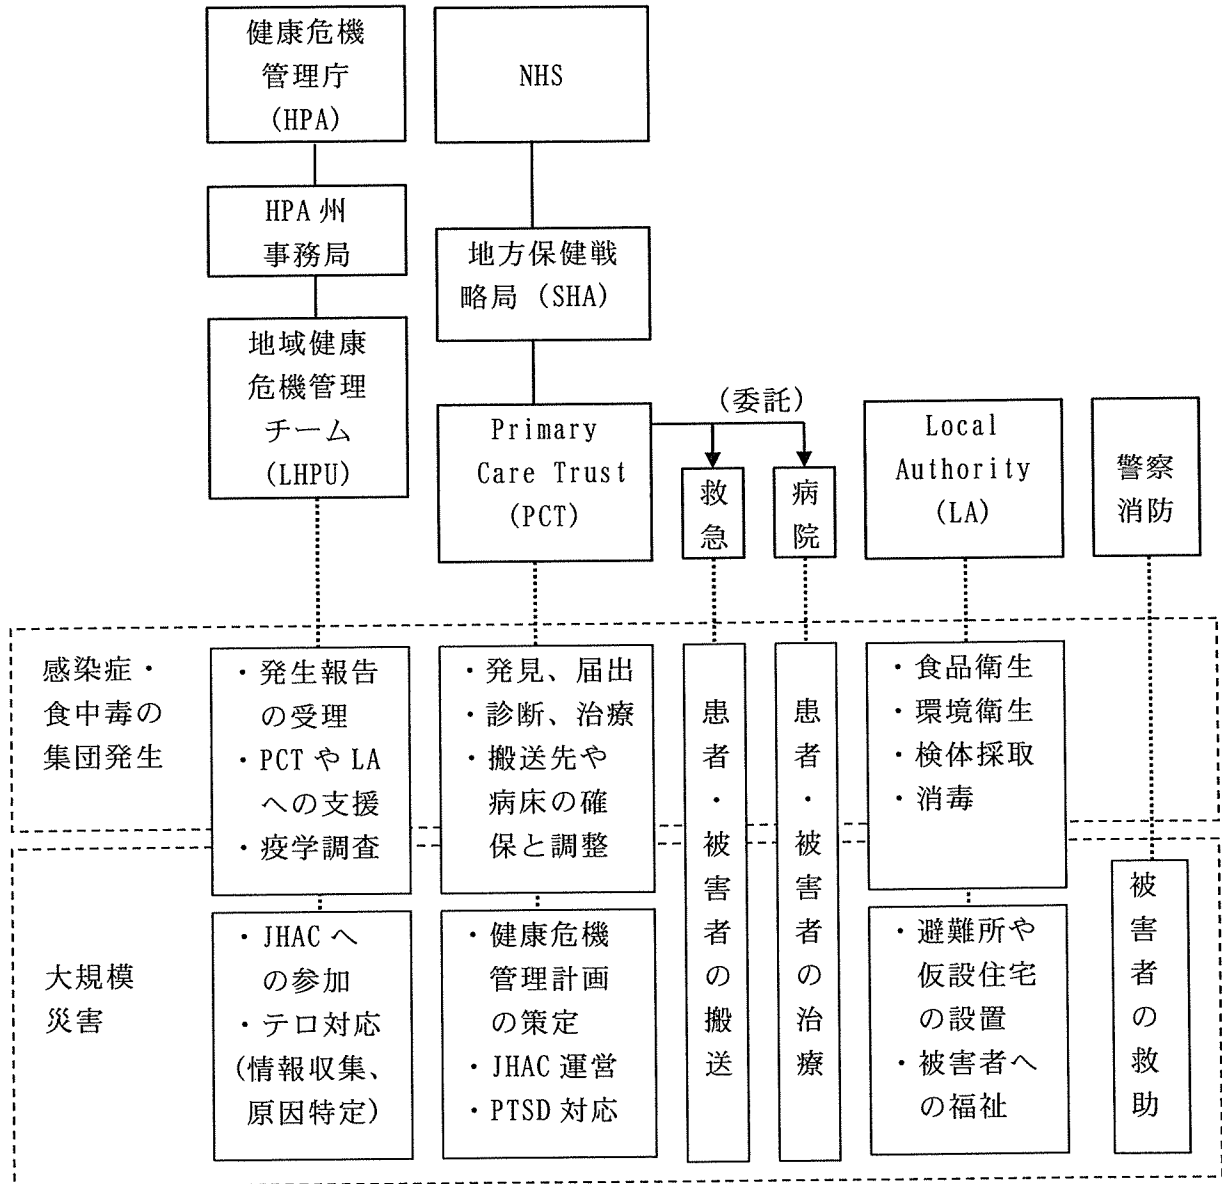 健康危機
管理庁
(HPA)
NHS
HPA 州
事務局
地方保健戦
略局 (SHA)
地域健康
危機管理
チーム
(LHPU)
Primary
Care Trust
(PCT)
(委託)
救急
病院
Local
Authority
(LA)
警察
消防
感染症・
食中毒の
集団発生
・発生報告
の受理
・PCT や LA
への支援
・疫学調査
・発見、届出
・診断、治療
・搬送先や
病床の確
保と調整
患者・被害者の搬送
患者・被害者の治療
・食品衛生
・環境衛生
・検体採取
・消毒
大規模
災害
・JHAC へ
の参加
・テロ対応
(情報収集、
原因特定)
・健康危機
管理計画
の策定
・JHAC 運営
・PTSD 対応
・避難所や
仮設住宅
の設置
・被害者へ
の福祉
被害者の救助